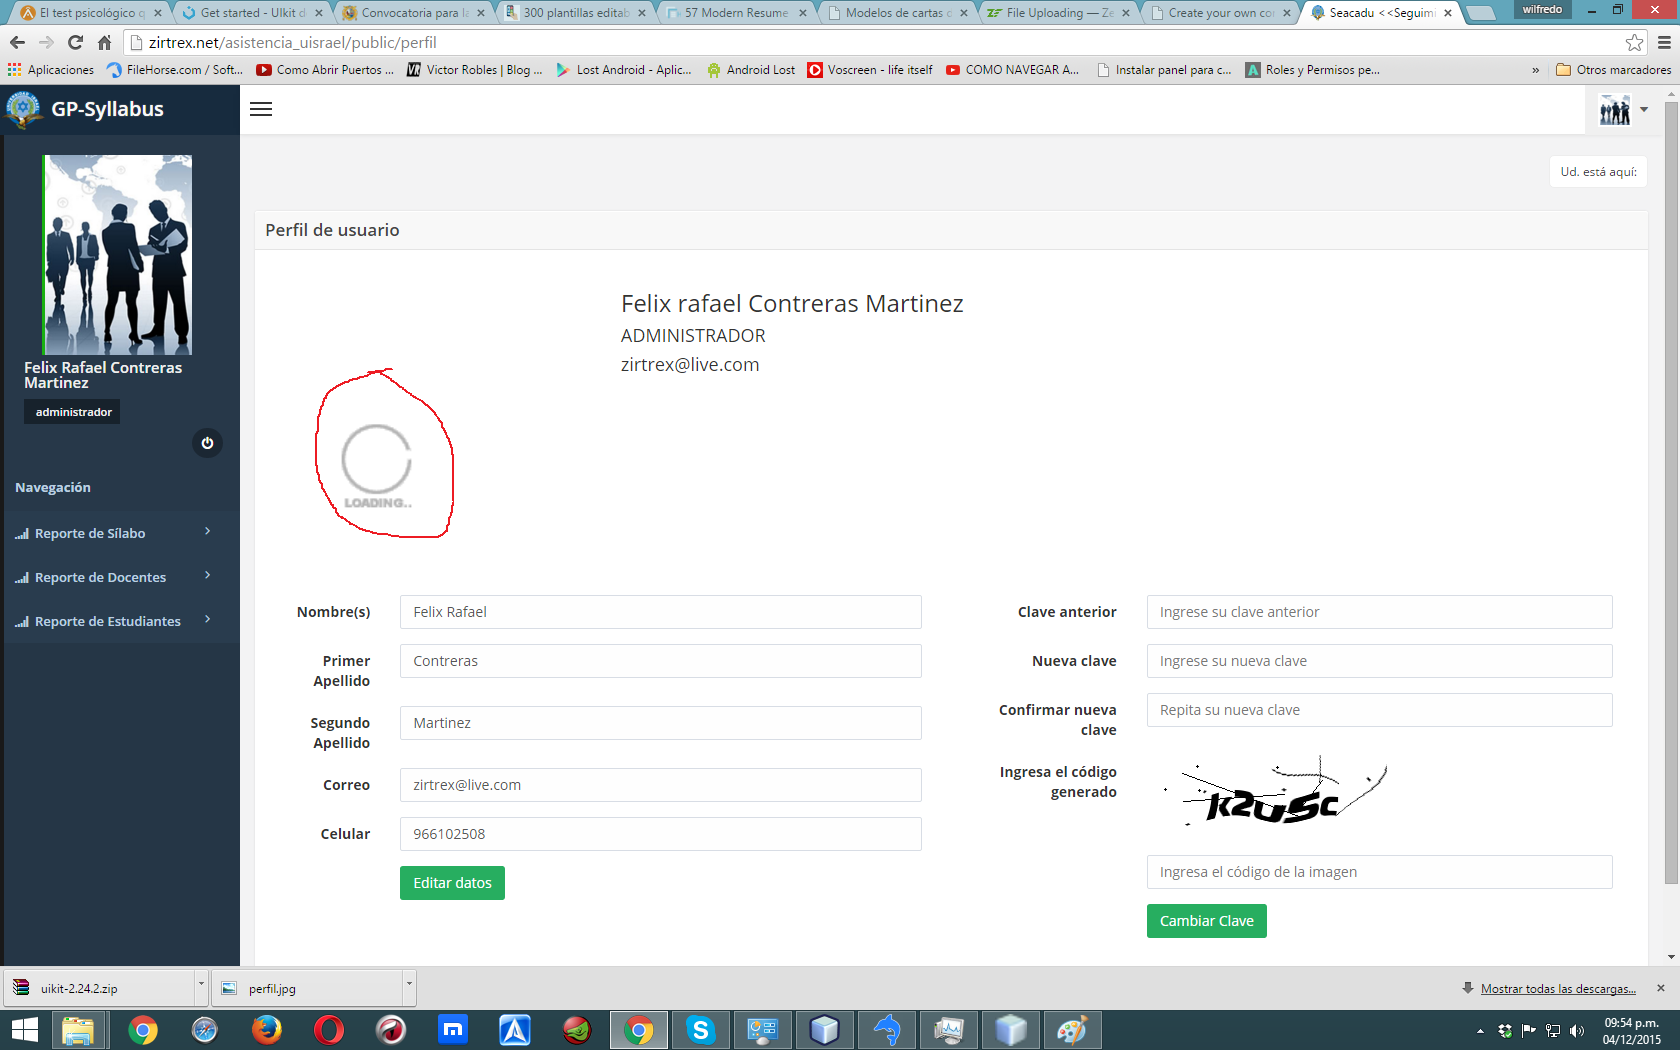 El test psicológico q
Get started - UIkit d
Convocatoria para la
300 plantillas editab
57 Modern Resume
Modelos de cartas d
File Uploading — Ze
Create your own co
Seacadu <<Seguimi
wilfredo
zirtrex.net/asistencia_uisrael/public/perfil
Aplicaciones
FileHorse.com / Soft...
Como Abrir Puertos ...
Victor Robles | Blog ...
Lost Android - Aplic...
Android Lost
Voscreen - life itself
COMO NAVEGAR A...
Instalar panel para c...
Roles y Permisos pe...
»
Otros marcadores
GP-Syllabus
Ud. está aquí:
Perfil de usuario
Felix rafael Contreras Martinez
ADMINISTRADOR
zirtrex@live.com
Felix Rafael Contreras
Martinez
administrador
LOADING..
Navegación
Reporte de Sílabo
Reporte de Docentes
Reporte de Estudiantes
Nombre(s)
Felix Rafael
Primer
Apellido
Contreras
Segundo
Apellido
Martinez
Correo
zirtrex@live.com
Celular
966102508
Editar datos
Clave anterior
Ingrese su clave anterior
Nueva clave
Ingrese su nueva clave
Confirmar nueva
clave
Repita su nueva clave
Ingresa el código
generado
k2usc
Ingresa el código de la imagen
Cambiar Clave
uikit-2.24.2.zip
perfil.jpg
Mostrar todas las descargas...
09:54 p.m.
04/12/2015